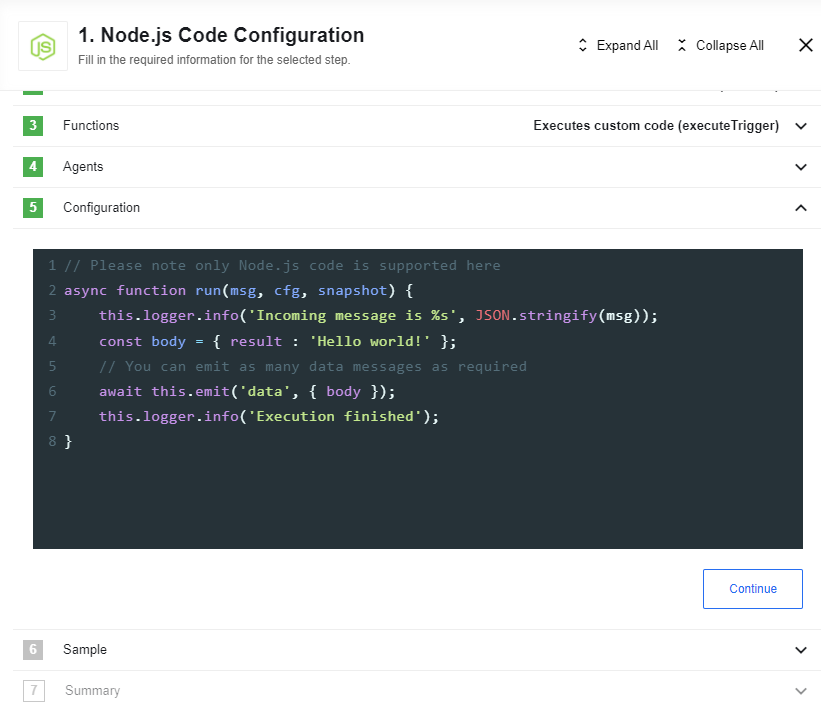 JS
1. Node.js Code Configuration
Fill in the required information for the selected step.
Expand All
Collapse All
3 Functions Executes custom code (executeTrigger)
4 Agents
5 Configuration
1 // Please note only Node.js code is supported here
2 async function run(msg, cfg, snapshot) {
3     this.logger.info('Incoming message is %s', JSON.stringify(msg));
4     const body = { result : 'Hello world!' };
5     // You can emit as many data messages as required
6     await this.emit('data', { body });
7     this.logger.info('Execution finished');
8 }
Continue
6 Sample
7 Summary